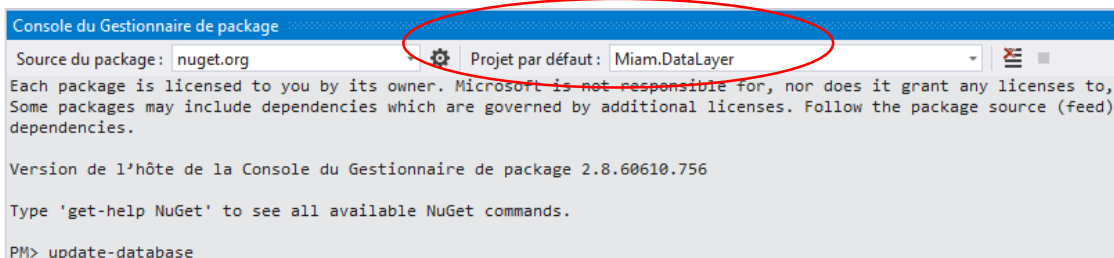 Console du Gestionnaire de package
Source du package : nuget.org Projet par défaut : Miam.DataLayer
Each package is licensed to you by its owner. Microsoft is not responsible for, nor does it grant any licenses to,
Some packages may include dependencies which are governed by additional licenses. Follow the package source (feed)
dependencies.
Version de l'hôte de la Console du Gestionnaire de package 2.8.60610.756
Type 'get-help NuGet' to see all available NuGet commands.
PM> update-database